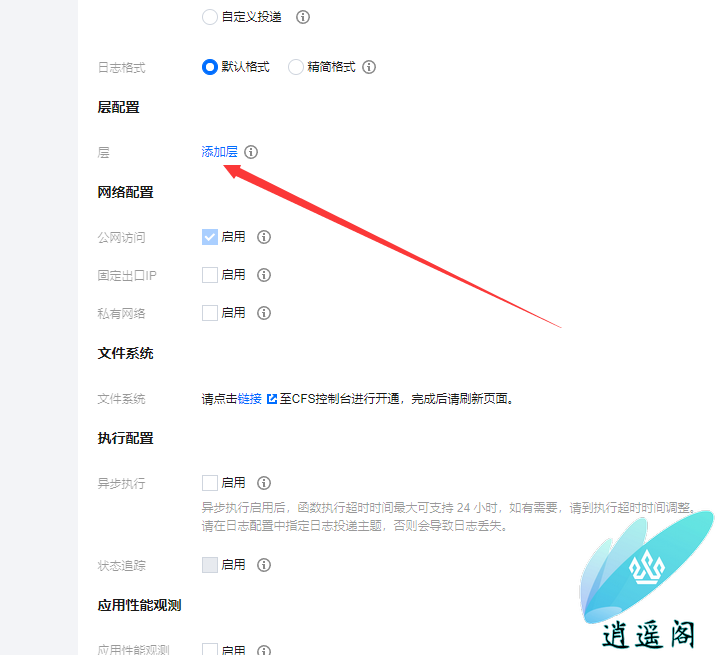 自定义投递
日志格式 默认格式 精简格式
层配置
层 添加层
网络配置
公网访问 启用
固定出口IP 启用
私有网络 启用
文件系统
文件系统 请点击链接 至CFS控制台进行开通，完成后请刷新页面。
执行配置
异步执行 启用
异步执行启用后，函数执行超时时间最大可支持 24 小时，如有需要，请到执行超时时间调整。
请在日志配置中指定日志投递主题，否则会导致日志丢失。
状态追踪 启用
应用性能观测
应用性能观测 启用
逍遥阁